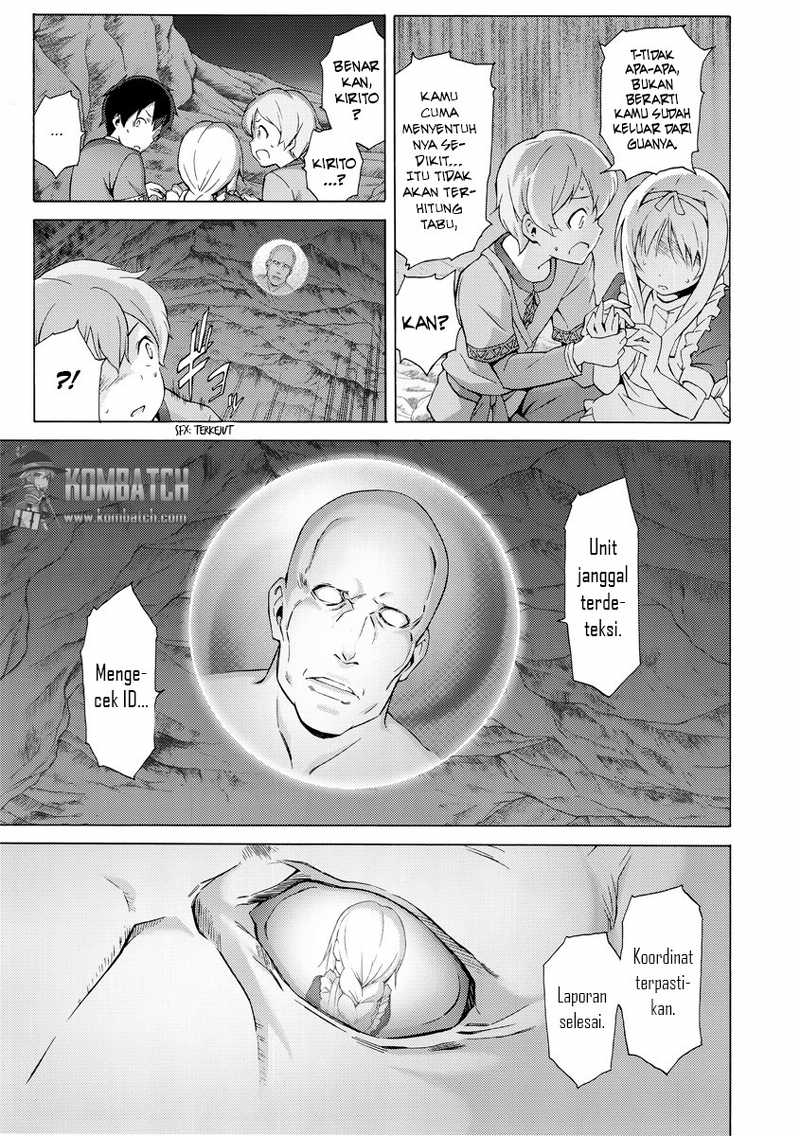 T-TIDAK
APA-APA,
BUKAN
BERARTI
KAMU SUDAH
KELUAR DARI
GUANYA.
KAMU
CUMA
MENYENTUH
NYA SE-
DIKIT...
ITU TIDAK
AKAN TER-
HITUNG
TABU,
KAN?
BENAR
KAN,
KIRITO
?
KIRITO
...?
...
?!
SFX: TERKEJUT
KOMBATCH
www.kombatch.com
Unit
janggal
terde-
teksi.
Menge-
cek ID...
Koordinat
terpasti-
kan.
Laporan
selesai.